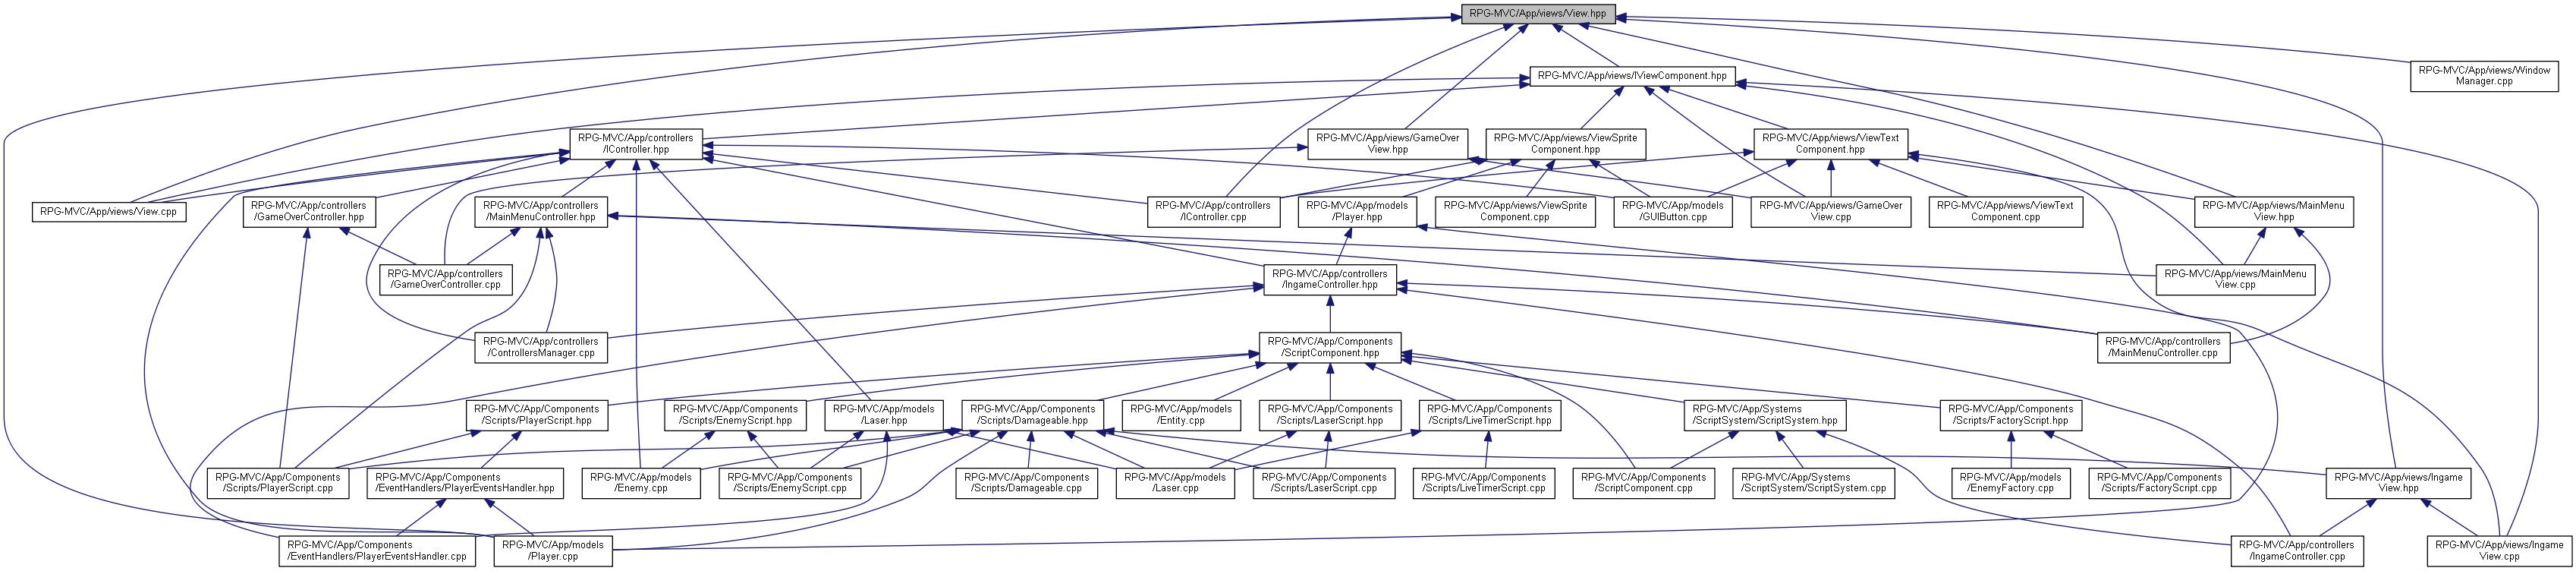 RPG-MVC/App/views/View.hpp
RPG-MVC/App/views/IViewComponent.hpp
RPG-MVC/App/views/Window
Manager.cpp
RPG-MVC/App/controllers
/IController.hpp
RPG-MVC/App/views/GameOver
View.hpp
RPG-MVC/App/views/ViewSprite
Component.hpp
RPG-MVC/App/views/ViewText
Component.hpp
RPG-MVC/App/views/View.cpp
RPG-MVC/App/controllers
/GameOverController.hpp
RPG-MVC/App/controllers
/MainMenuController.hpp
RPG-MVC/App/controllers
/IController.cpp
RPG-MVC/App/models
/Player.hpp
RPG-MVC/App/views/ViewSprite
Component.cpp
RPG-MVC/App/models
/GUIButton.cpp
RPG-MVC/App/views/GameOver
View.cpp
RPG-MVC/App/views/ViewText
Component.cpp
RPG-MVC/App/views/MainMenu
View.hpp
RPG-MVC/App/controllers
/GameOverController.cpp
RPG-MVC/App/controllers
/IngameController.hpp
RPG-MVC/App/views/MainMenu
View.cpp
RPG-MVC/App/controllers
/ControllersManager.cpp
RPG-MVC/App/Components
/ScriptComponent.hpp
RPG-MVC/App/controllers
/MainMenuController.cpp
RPG-MVC/App/Components
/Scripts/PlayerScript.hpp
RPG-MVC/App/Components
/Scripts/EnemyScript.hpp
RPG-MVC/App/models
/Laser.hpp
RPG-MVC/App/Components
/Scripts/Damageable.hpp
RPG-MVC/App/models
/Entity.cpp
RPG-MVC/App/Components
/Scripts/LaserScript.hpp
RPG-MVC/App/Components
/Scripts/LiveTimerScript.hpp
RPG-MVC/App/Systems
/ScriptSystem/ScriptSystem.hpp
RPG-MVC/App/Components
/Scripts/FactoryScript.hpp
RPG-MVC/App/Components
/Scripts/PlayerScript.cpp
RPG-MVC/App/Components
/EventHandlers/PlayerEventsHandler.hpp
RPG-MVC/App/models
/Enemy.cpp
RPG-MVC/App/Components
/Scripts/EnemyScript.cpp
RPG-MVC/App/Components
/Scripts/Damageable.cpp
RPG-MVC/App/models
/Laser.cpp
RPG-MVC/App/Components
/Scripts/LaserScript.cpp
RPG-MVC/App/Components
/Scripts/LiveTimerScript.cpp
RPG-MVC/App/Components
/ScriptComponent.cpp
RPG-MVC/App/Systems
/ScriptSystem/ScriptSystem.cpp
RPG-MVC/App/models
/EnemyFactory.cpp
RPG-MVC/App/Components
/Scripts/FactoryScript.cpp
RPG-MVC/App/views/Ingame
View.hpp
RPG-MVC/App/Components
/EventHandlers/PlayerEventsHandler.cpp
RPG-MVC/App/models
/Player.cpp
RPG-MVC/App/controllers
/IngameController.cpp
RPG-MVC/App/views/Ingame
View.cpp